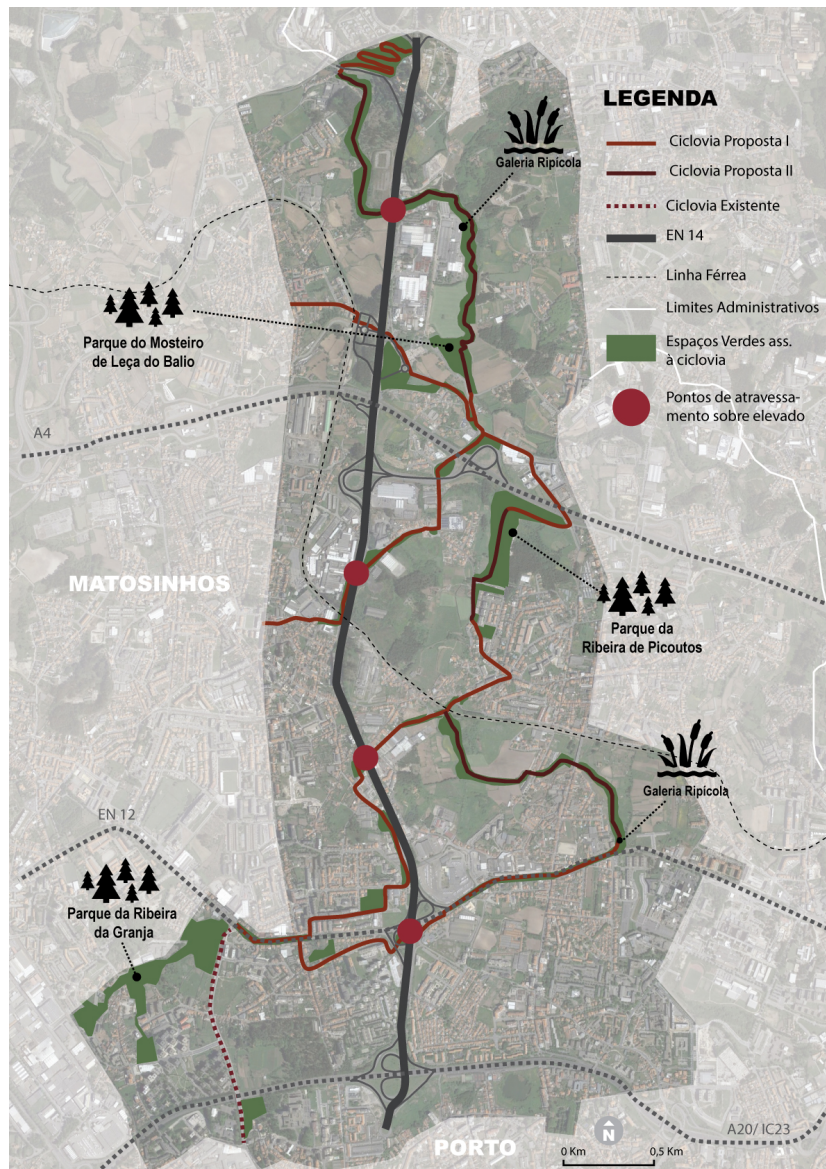 LEGENDA
Ciclovia Proposta I
Ciclovia Proposta II
Ciclovia Existente
EN 14
Linha Férrea
Limites Administrativos
Espaços Verdes ass.
à ciclovia
Pontos de atravessa-
mento sobre elevado
Galeria Ripícola
Parque do Mosteiro
de Leça do Balio
A4
MATOSINHOS
Parque da
Ribeira de Picoutos
Galeria Ripícola
EN 12
Parque da Ribeira
da Granja
A20/ IC23
PORTO
N
0 Km
0,5 Km